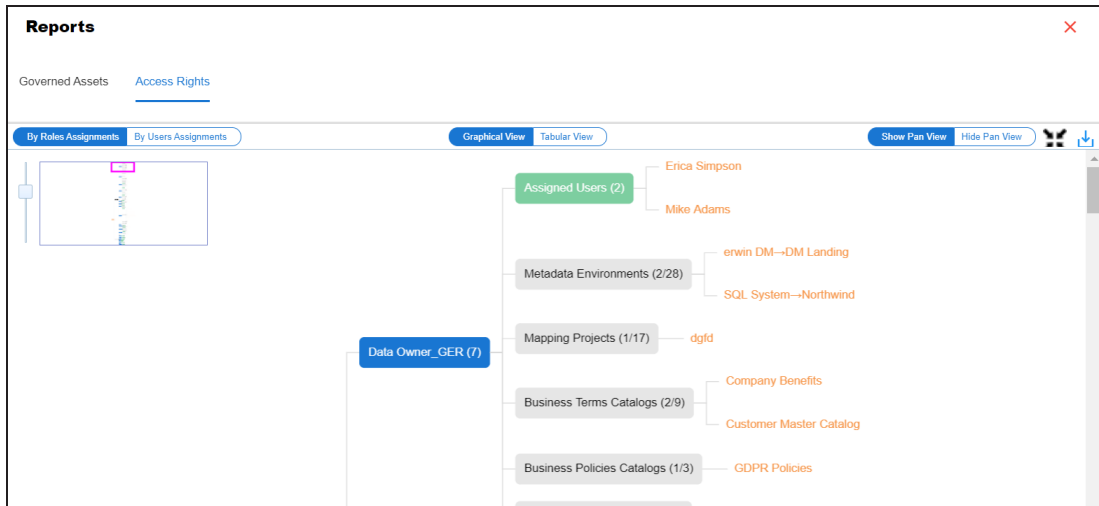 Reports
Governed Assets Access Rights
By Roles Assignments By Users Assignments Graphical View Tabular View Show Pan View Hide Pan View
Erica Simpson
Assigned Users (2)
Mike Adams
erwin DM→DM Landing
Metadata Environments (2/28)
SQL System→Northwind
Mapping Projects (1/17) dgfd
Data Owner_GER (7)
Company Benefits
Business Terms Catalogs (2/9)
Customer Master Catalog
Business Policies Catalogs (1/3) GDPR Policies